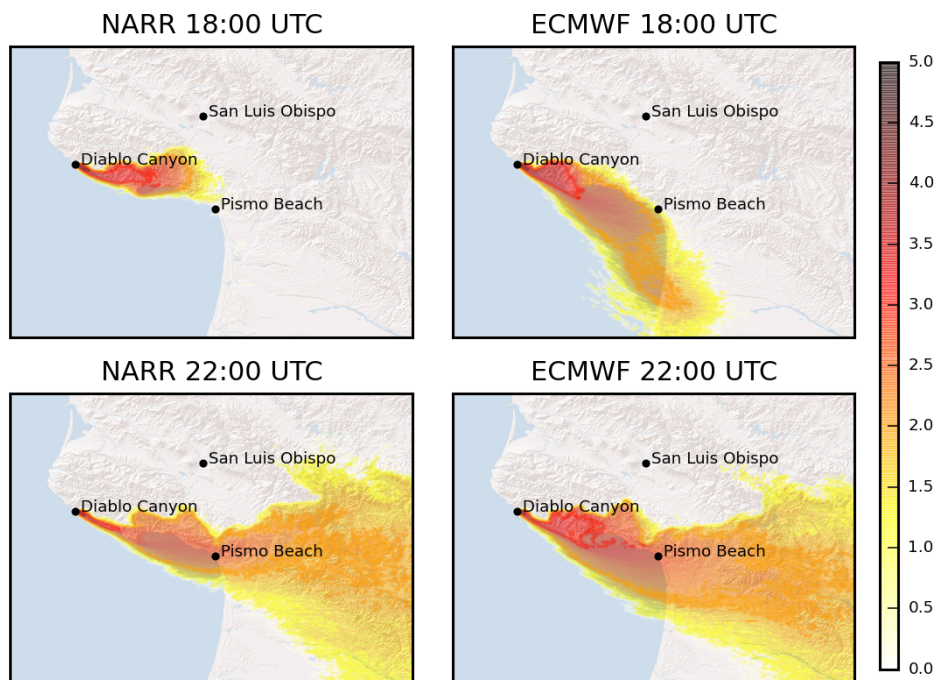 NARR 18:00 UTC
San Luis Obispo
Diablo Canyon
Pismo Beach
ECMWF 18:00 UTC
San Luis Obispo
Diablo Canyon
Pismo Beach
NARR 22:00 UTC
San Luis Obispo
Diablo Canyon
Pismo Beach
ECMWF 22:00 UTC
San Luis Obispo
Diablo Canyon
Pismo Beach
5.0
4.5
4.0
3.5
3.0
2.5
2.0
1.5
1.0
0.5
0.0